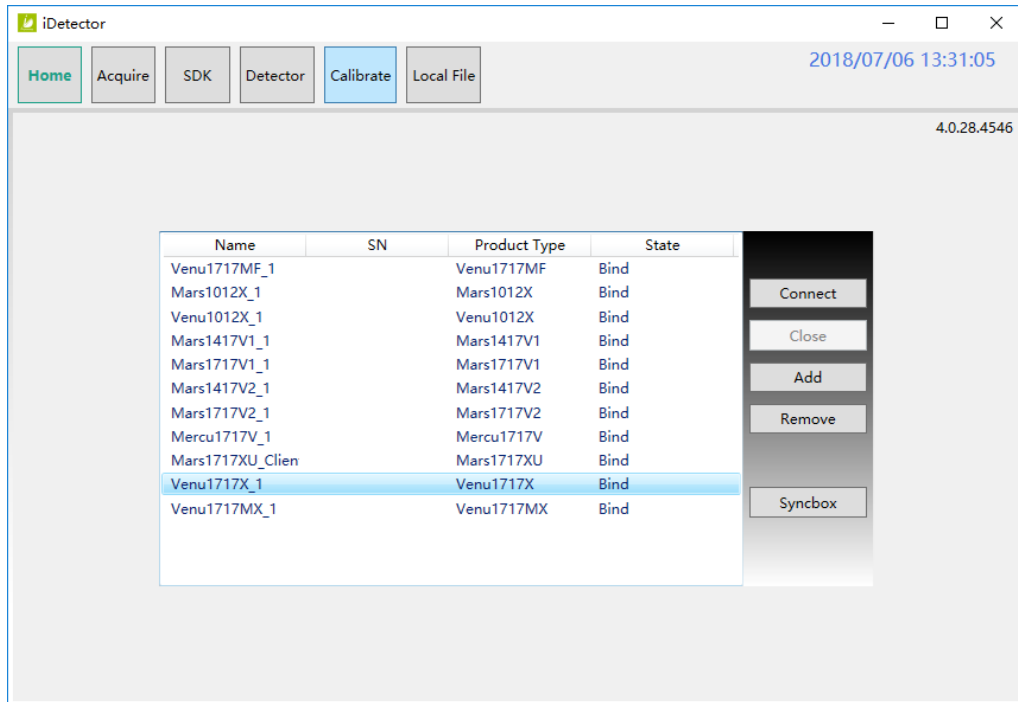 iDetector
Home Acquire SDK Detector Calibrate Local File 2018/07/06 13:31:05
4.0.28.4546
Name SN Product Type State
Venu1717MF_1 Venu1717MF Bind
Mars1012X_1 Mars1012X Bind
Venu1012X_1 Venu1012X Bind
Mars1417V1_1 Mars1417V1 Bind
Mars1717V1_1 Mars1717V1 Bind
Mars1417V2_1 Mars1417V2 Bind
Mars1717V2_1 Mars1717V2 Bind
Mercu1717V_1 Mercu1717V Bind
Mars1717XU_Clien Mars1717XU Bind
Venu1717X_1 Venu1717X Bind
Venu1717MX_1 Venu1717MX Bind
Connect
Close
Add
Remove
Syncbox